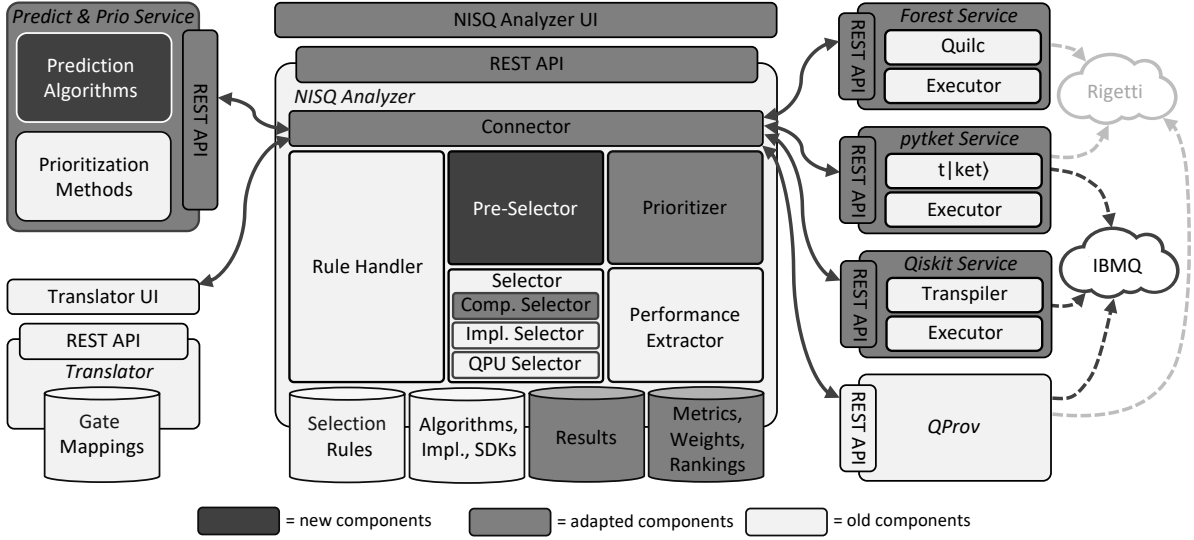 Predict & Prio Service
Prediction
Algorithms
Prioritization
Methods
REST API
Translator UI
REST API
Translator
Gate
Mappings
NISQ Analyzer UI
REST API
NISQ Analyzer
Connector
Rule Handler
Pre-Selector
Prioritizer
Selector
Comp. Selector
Impl. Selector
QPU Selector
Performance
Extractor
Selection
Rules
Algorithms,
Impl., SDKs
Results
Metrics,
Weights,
Rankings
Forest Service
REST API
Quilc
Executor
pytket Service
REST API
t|ket⟩
Executor
Qiskit Service
REST API
Transpiler
Executor
REST API
QProv
Rigetti
IBMQ
= new components
= adapted components
= old components